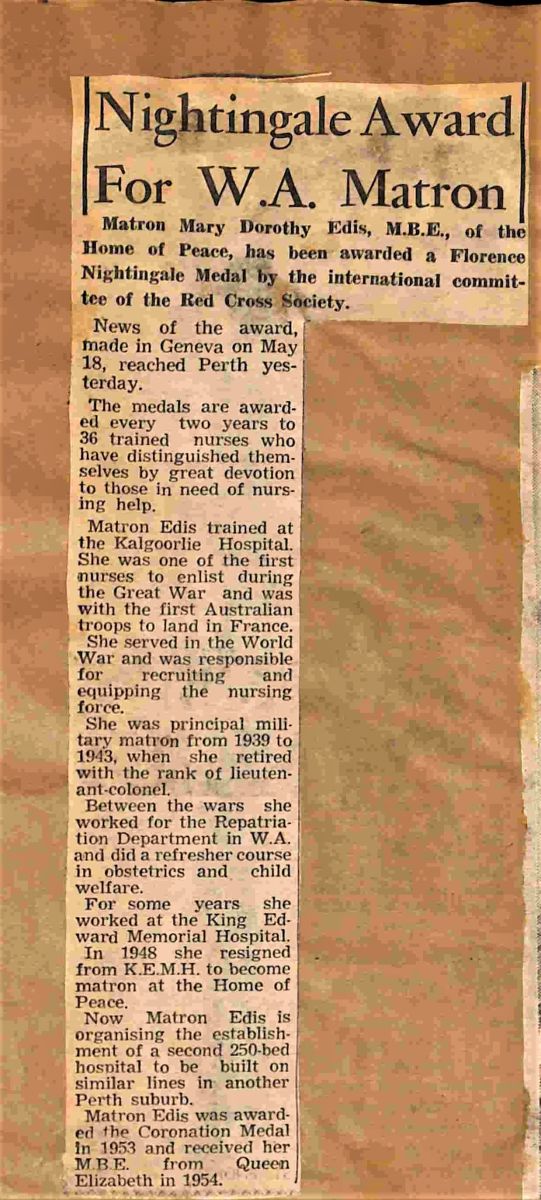 Nightingale Award
For W.A. Matron
Matron Mary Dorothy Edis, M.B.E., of the
Home of Peace, has been awarded a Florence
Nightingale Medal by the international commit-
tee of the Red Cross Society.
News of the award,
made in Geneva on May
18, reached Perth yes-
terday.
The medals are award-
ed every two years to
36 trained nurses who
have distinguished them-
selves by great devotion
to those in need of nurs-
ing help.
Matron Edis trained at
the Kalgoorlie Hospital.
She was one of the first
nurses to enlist during
the Great War and was
with the first Australian
troops to land in France.
She served in the World
War and was responsible
for recruiting and
equipping the nursing
force.
She was principal mili-
tary matron from 1939 to
1943, when she retired
with the rank of lieuten-
ant-colonel.
Between the wars she
worked for the Repatria-
tion Department in W.A.
and did a refresher course
in obstetrics and child
welfare.
For some years she
worked at the King Ed-
ward Memorial Hospital.
In 1948 she resigned
from K.E.M.H. to become
matron at the Home of
Peace.
Now Matron Edis is
organising the establish-
ment of a second 250-bed
hospital to be built on
similar lines in another
Perth suburb.
Matron Edis was award-
ed the Coronation Medal
in 1953 and received her
M.B.E. from Queen
Elizabeth in 1954.